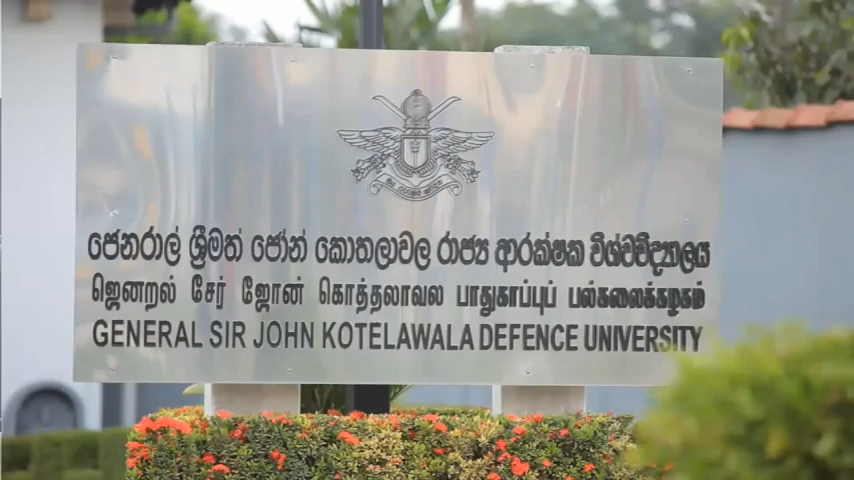 ජෙනරාල් ශ්‍රීමත් ජෝන් කොතලාවල රාජ්‍ය ආරක්ෂක විශ්වවිද්‍යාලය
ஜெனறல் சேர் ஜோன் கொத்தலாவல பாதுகாப்புப் பல்கலைக்கழகம்
GENERAL SIR JOHN KOTELAWALA DEFENCE UNIVERSITY